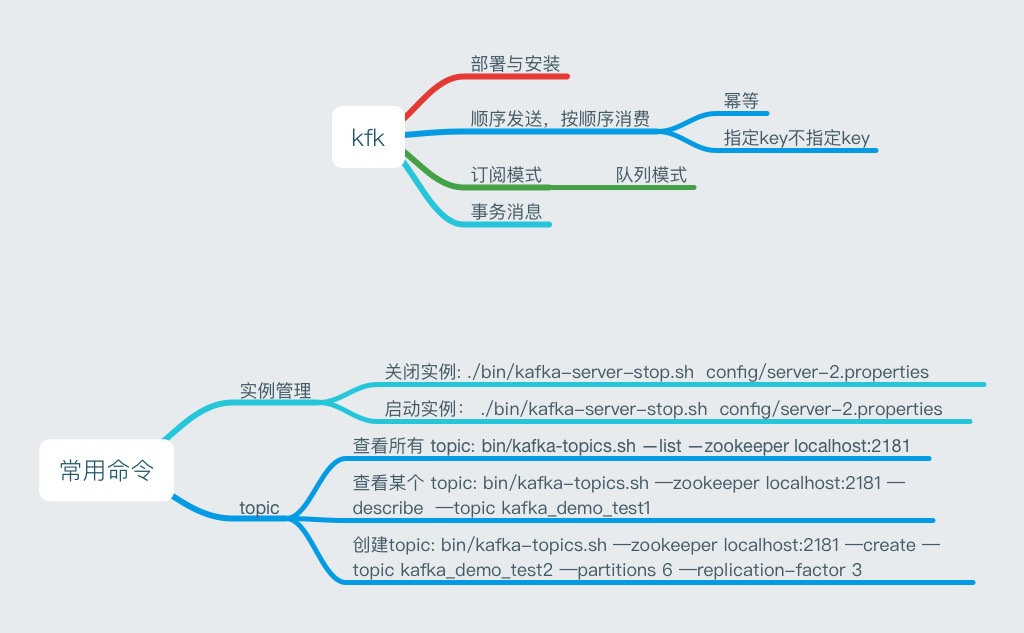 部署与安装
kfk
顺序发送，按顺序消费
幂等
指定key不指定key
订阅模式
队列模式
事务消息
常用命令
实例管理
关闭实例: ./bin/kafka-server-stop.sh  config/server-2.properties
启动实例： ./bin/kafka-server-stop.sh  config/server-2.properties
topic
查看所有 topic: bin/kafka-topics.sh —list —zookeeper localhost:2181
查看某个 topic: bin/kafka-topics.sh —zookeeper localhost:2181 —
describe  —topic kafka_demo_test1
创建topic: bin/kafka-topics.sh —zookeeper localhost:2181 —create —
topic kafka_demo_test2 —partitions 6 —replication-factor 3